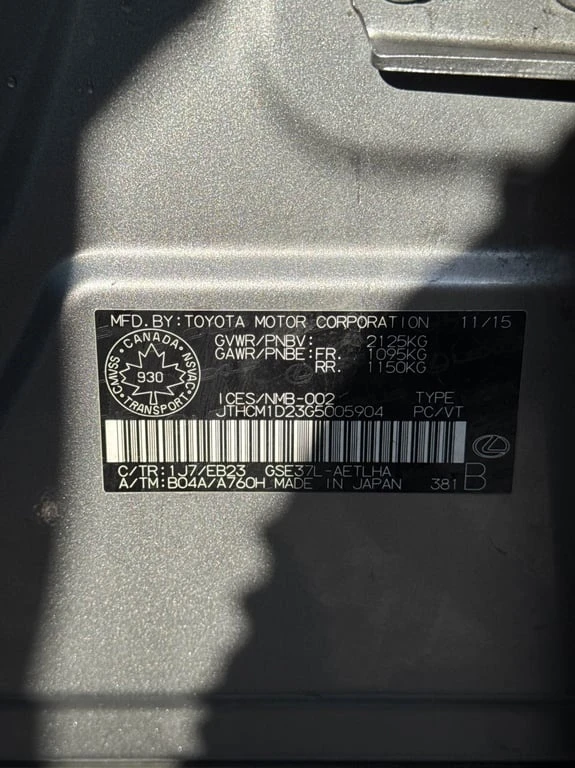 MFD. BY: TOYOTA MOTOR CORPORATION 11/15
GVWR/PNBV: 2125KG
GAWR/PNBE: FR. 1095KG
RR. 1150KG
CANADA
CMVSS NSVAC
930
TRANSPORT
ICES/NMB-002 TYPE
JTHCM1D23G5005904 PC/VT
C/TR: 1J7/EB23 GSE37L-AETLHA
A/TM: B04A/A760H MADE IN JAPAN 381 B